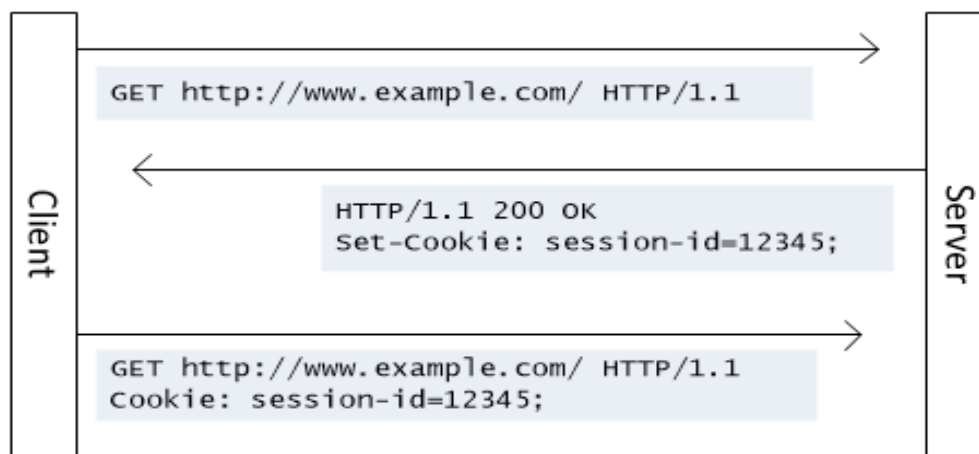 GET http://www.example.com/ HTTP/1.1
HTTP/1.1 200 OK
Set-Cookie: session-id=12345;
Client
Server
GET http://www.example.com/ HTTP/1.1
Cookie: session-id=12345;